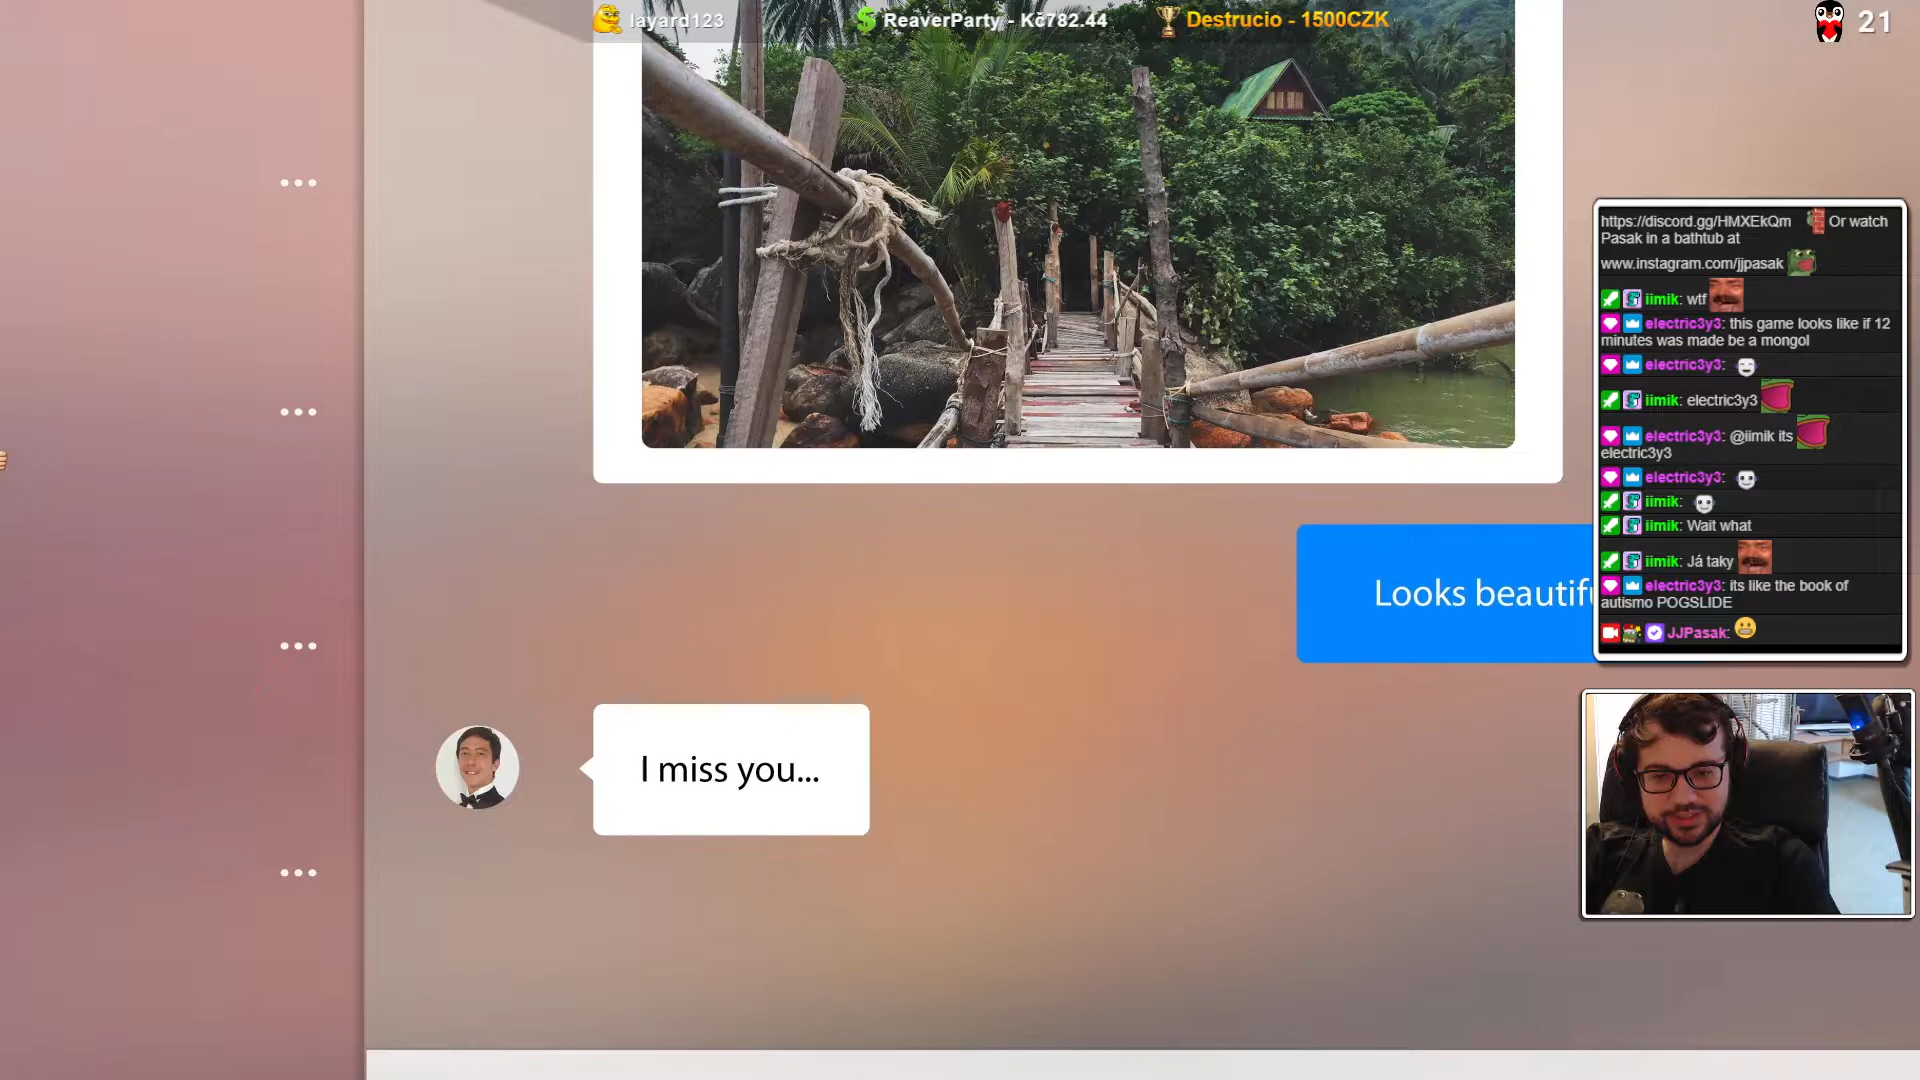 layard123
ReaverParty - Kč782.44
Destrucio - 1500CZK
21
https://discord.gg/HMXEkQm Or watch
Pasak in a bathtub at
www.instagram.com/jjpasak
iimik: wtf
electric3y3: this game looks like if 12
minutes was made be a mongol
electric3y3:
iimik: electric3y3
electric3y3: @iimik its
electric3y3
electric3y3:
iimik:
iimik: Wait what
iimik: Já taky
electric3y3: its like the book of
autismo POGSLIDE
JJPasak:
Looks beautifu
I miss you...